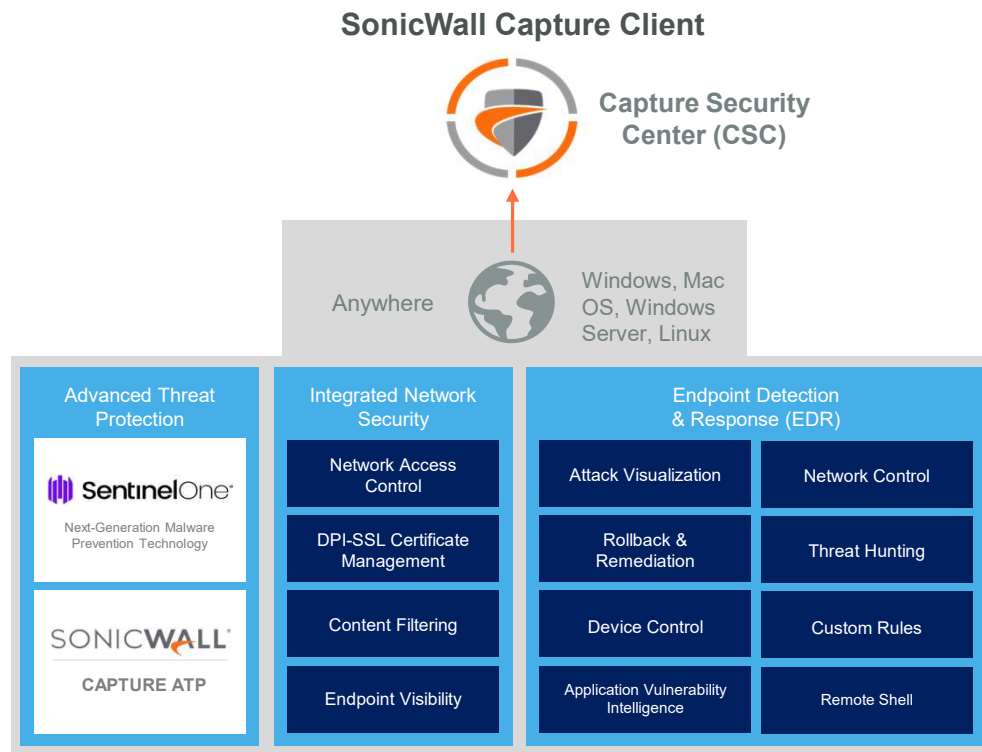 SonicWall Capture Client
Capture Security
Center (CSC)
Anywhere
Windows, Mac
OS, Windows
Server, Linux
Advanced Threat
Protection
SentinelOne
Next-Generation Malware
Prevention Technology
SONICWALL
CAPTURE ATP
Integrated Network
Security
Network Access
Control
DPI-SSL Certificate
Management
Content Filtering
Endpoint Visibility
Endpoint Detection
& Response (EDR)
Attack Visualization
Network Control
Rollback &
Remediation
Threat Hunting
Device Control
Custom Rules
Application Vulnerability
Intelligence
Remote Shell